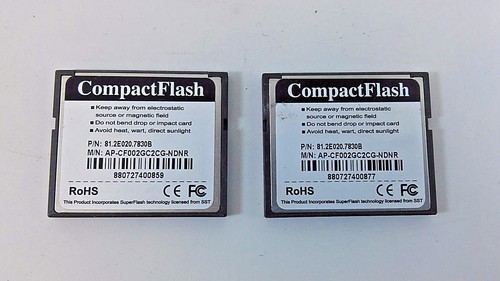 CompactFlash
■ Keep away from electrostatic
source or magnetic field
■ Do not bend drop or impact card
■ Avoid heat, wart, direct sunlight
P/N: 81.2E020.7830B
M/N: AP-CF002GC2CG-NDNR
880727400859
RoHS CE FC
This Product Incorporates SuperFlash technology licensed from SST
CompactFlash
■ Keep away from electrostatic
source or magnetic field
■ Do not bend drop or impact card
■ Avoid heat, wart, direct sunlight
P/N: 81.2E020.7830B
M/N: AP-CF002GC2CG-NDNR
880727400877
RoHS CE FC
This Product Incorporates SuperFlash technology licensed from SST